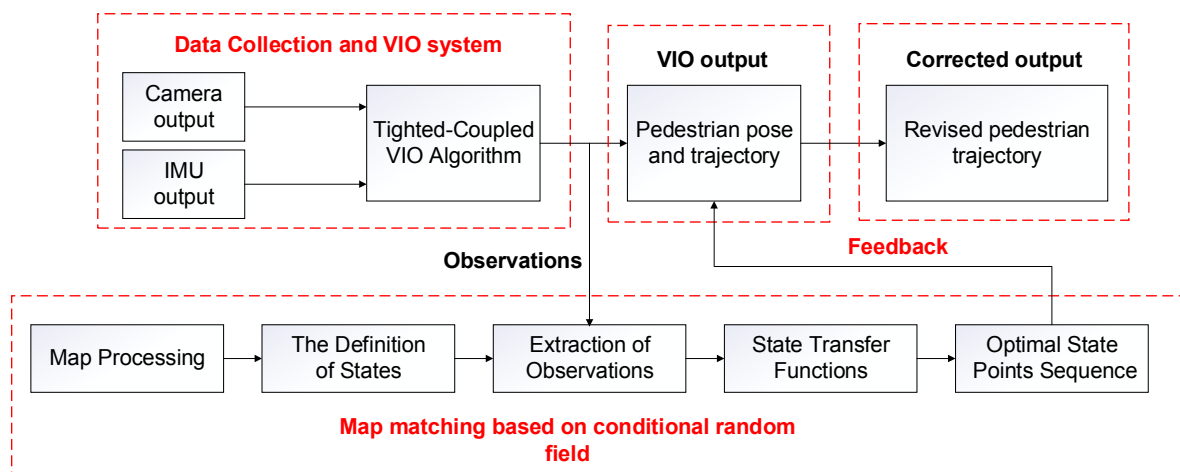 Data Collection and VIO system
Camera
output
IMU
output
Tighted-Coupled
VIO Algorithm
VIO output
Pedestrian pose
and trajectory
Corrected output
Revised pedestrian
trajectory
Observations
Feedback
Map Processing
The Definition
of States
Extraction of
Observations
State Transfer
Functions
Optimal State
Points Sequence
Map matching based on conditional random
field